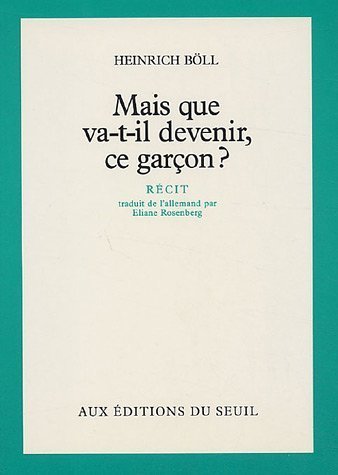 HEINRICH BÖLL
Mais que
va-t-il devenir,
ce garçon?
RÉCIT
traduit de l'allemand par
Eliane Rosenberg
AUX ÉDITIONS DU SEUIL